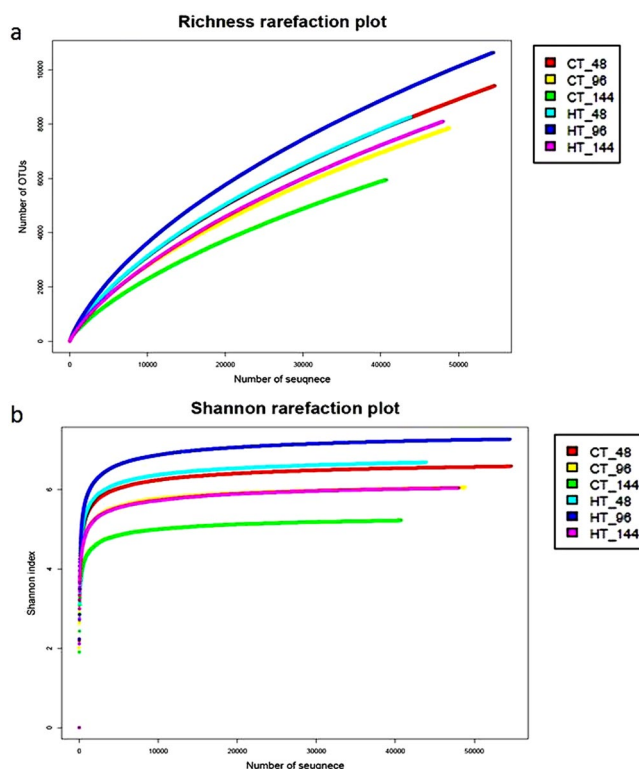 a
Richness rarefaction plot
10000
8000
6000
4000
2000
0
Number of OTUs
0 10000 20000 30000 40000 50000
Number of seuqnece
CT_48
CT_96
CT_144
HT_48
HT_96
HT_144
b
Shannon rarefaction plot
6
4
2
0
Shannon index
0 10000 20000 30000 40000 50000
Number of seuqnece
CT_48
CT_96
CT_144
HT_48
HT_96
HT_144